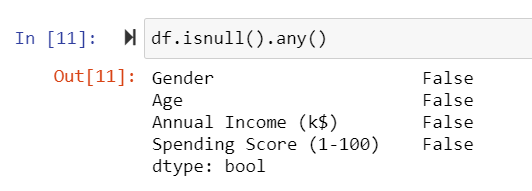 In [11]: df.isnull().any()
Out[11]: Gender False
Age False
Annual Income (k$) False
Spending Score (1-100) False
dtype: bool